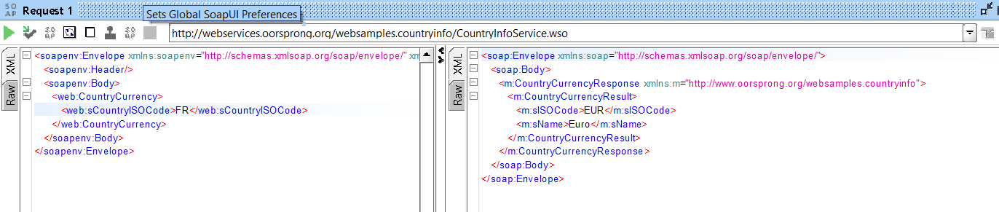 SO
AP
Request 1
Sets Global SoapUI Preferences
SO
AP
SO
AP
http://webservices.oorsprong.org/websamples.countryinfo/CountryInfoService.wso
XML
Raw
<soapenv:Envelope xmlns:soapenv="http://schemas.xmlsoap.org/soap/envelope/" xm
<soapenv:Header/>
<soapenv:Body>
<web:CountryCurrency>
<web:sCountryISOCode>FR</web:sCountryISOCode>
</web:CountryCurrency>
</soapenv:Body>
</soapenv:Envelope>
XML
Raw
<soap:Envelope xmlns:soap="http://schemas.xmlsoap.org/soap/envelope/">
<soap:Body>
<m:CountryCurrencyResponse xmlns:m="http://www.oorsprong.org/websamples.countryinfo">
<m:CountryCurrencyResult>
<m:sISOCode>EUR</m:sISOCode>
<m:sName>Euro</m:sName>
</m:CountryCurrencyResult>
</m:CountryCurrencyResponse>
</soap:Body>
</soap:Envelope>